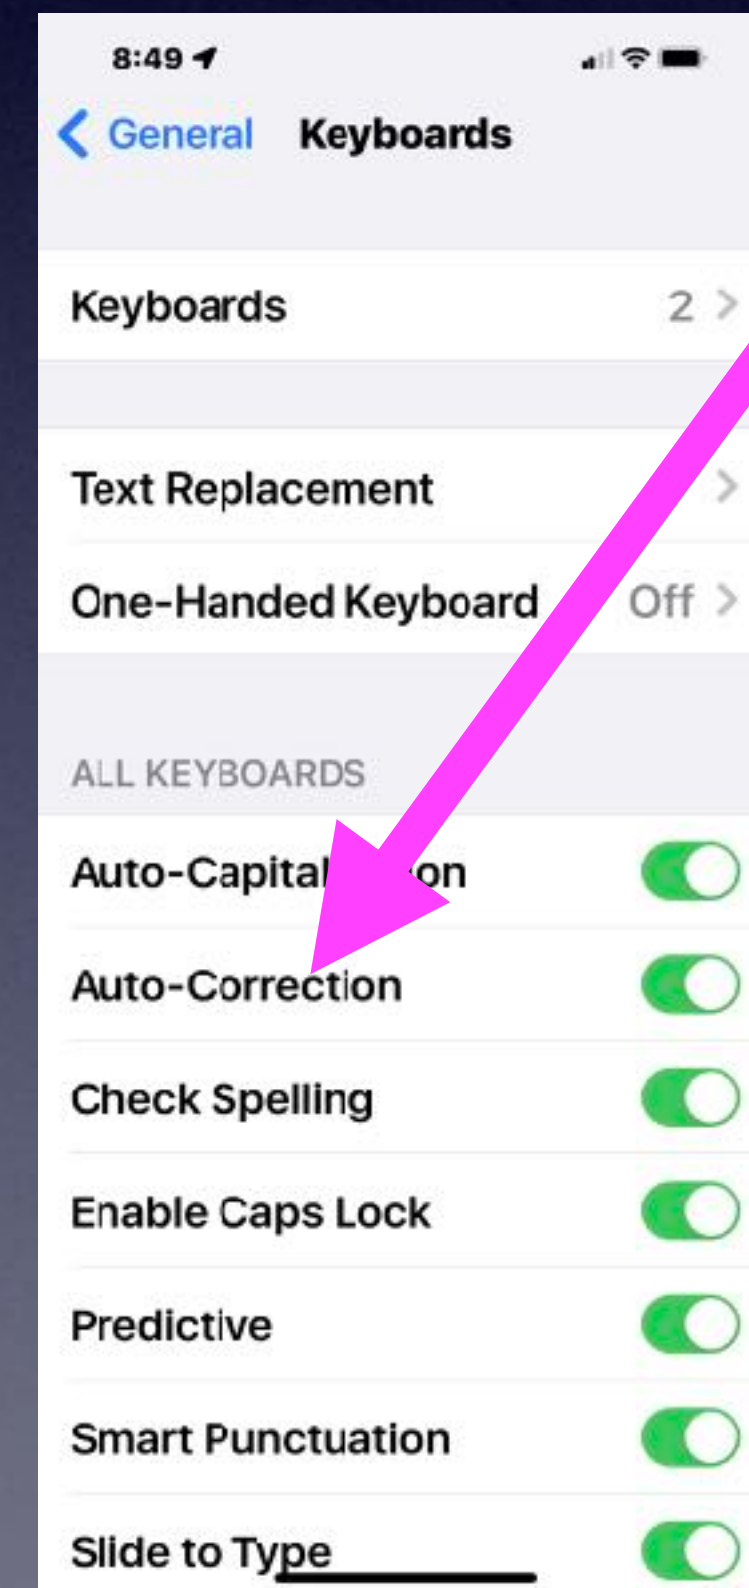 8:49
General Keyboards
Keyboards 2
Text Replacement
One-Handed Keyboard Off
ALL KEYBOARDS
Auto-Capital on
Auto-Correction
Check Spelling
Enable Caps Lock
Predictive
Smart Punctuation
Slide to Type